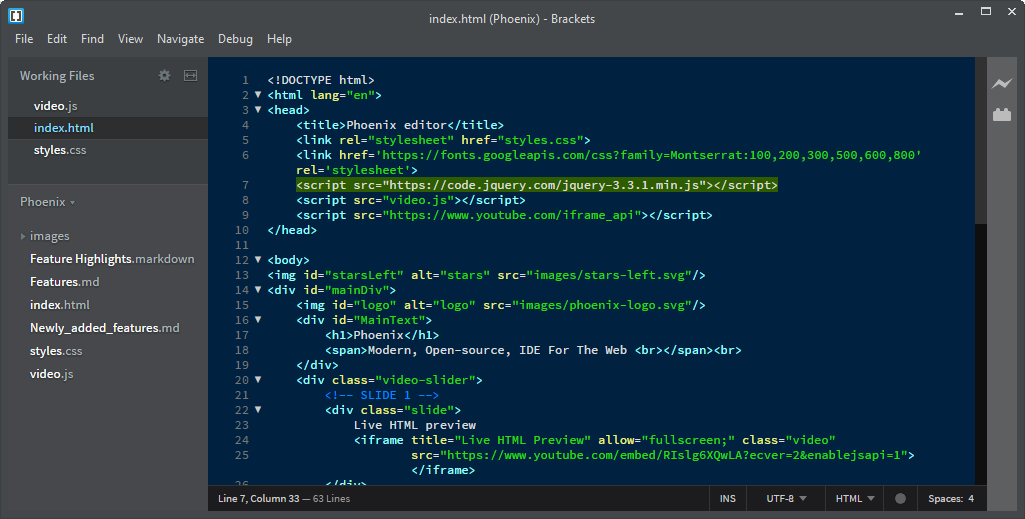 index.html (Phoenix) - Brackets
File Edit Find View Navigate Debug Help
Working Files
video.js
index.html
styles.css
Phoenix
images
Feature Highlights.markdown
Features.md
index.html
Newly_added_features.md
styles.css
video.js
1 <!DOCTYPE html>
2 <html lang="en">
3 <head>
4 <title>Phoenix editor</title>
5 <link rel="stylesheet" href="styles.css">
6 <link href='https://fonts.googleapis.com/css?family=Montserrat:100,200,300,500,600,800'
rel='stylesheet'>
7 <script src="https://code.jquery.com/jquery-3.3.1.min.js"></script>
8 <script src="video.js"></script>
9 <script src="https://www.youtube.com/iframe_api"></script>
10 </head>
11
12 <body>
13 <img id="starsLeft" alt="stars" src="images/stars-left.svg"/>
14 <div id="mainDiv">
15 <img id="logo" alt="logo" src="images/phoenix-logo.svg"/>
16 <div id="MainText">
17 <h1>Phoenix</h1>
18 <span>Modern, Open-source, IDE For The Web <br></span><br>
19 </div>
20 <div class="video-slider">
21 <!-- SLIDE 1 -->
22 <div class="slide">
23 Live HTML preview
24 <iframe title="Live HTML Preview" allow="fullscreen;" class="video"
25 src="https://www.youtube.com/embed/RIslg6XQwLA?ecver=2&enablejsapi=1">
</iframe>
26 </div>
Line 7, Column 33 — 63 Lines
INS UTF-8 HTML Spaces: 4